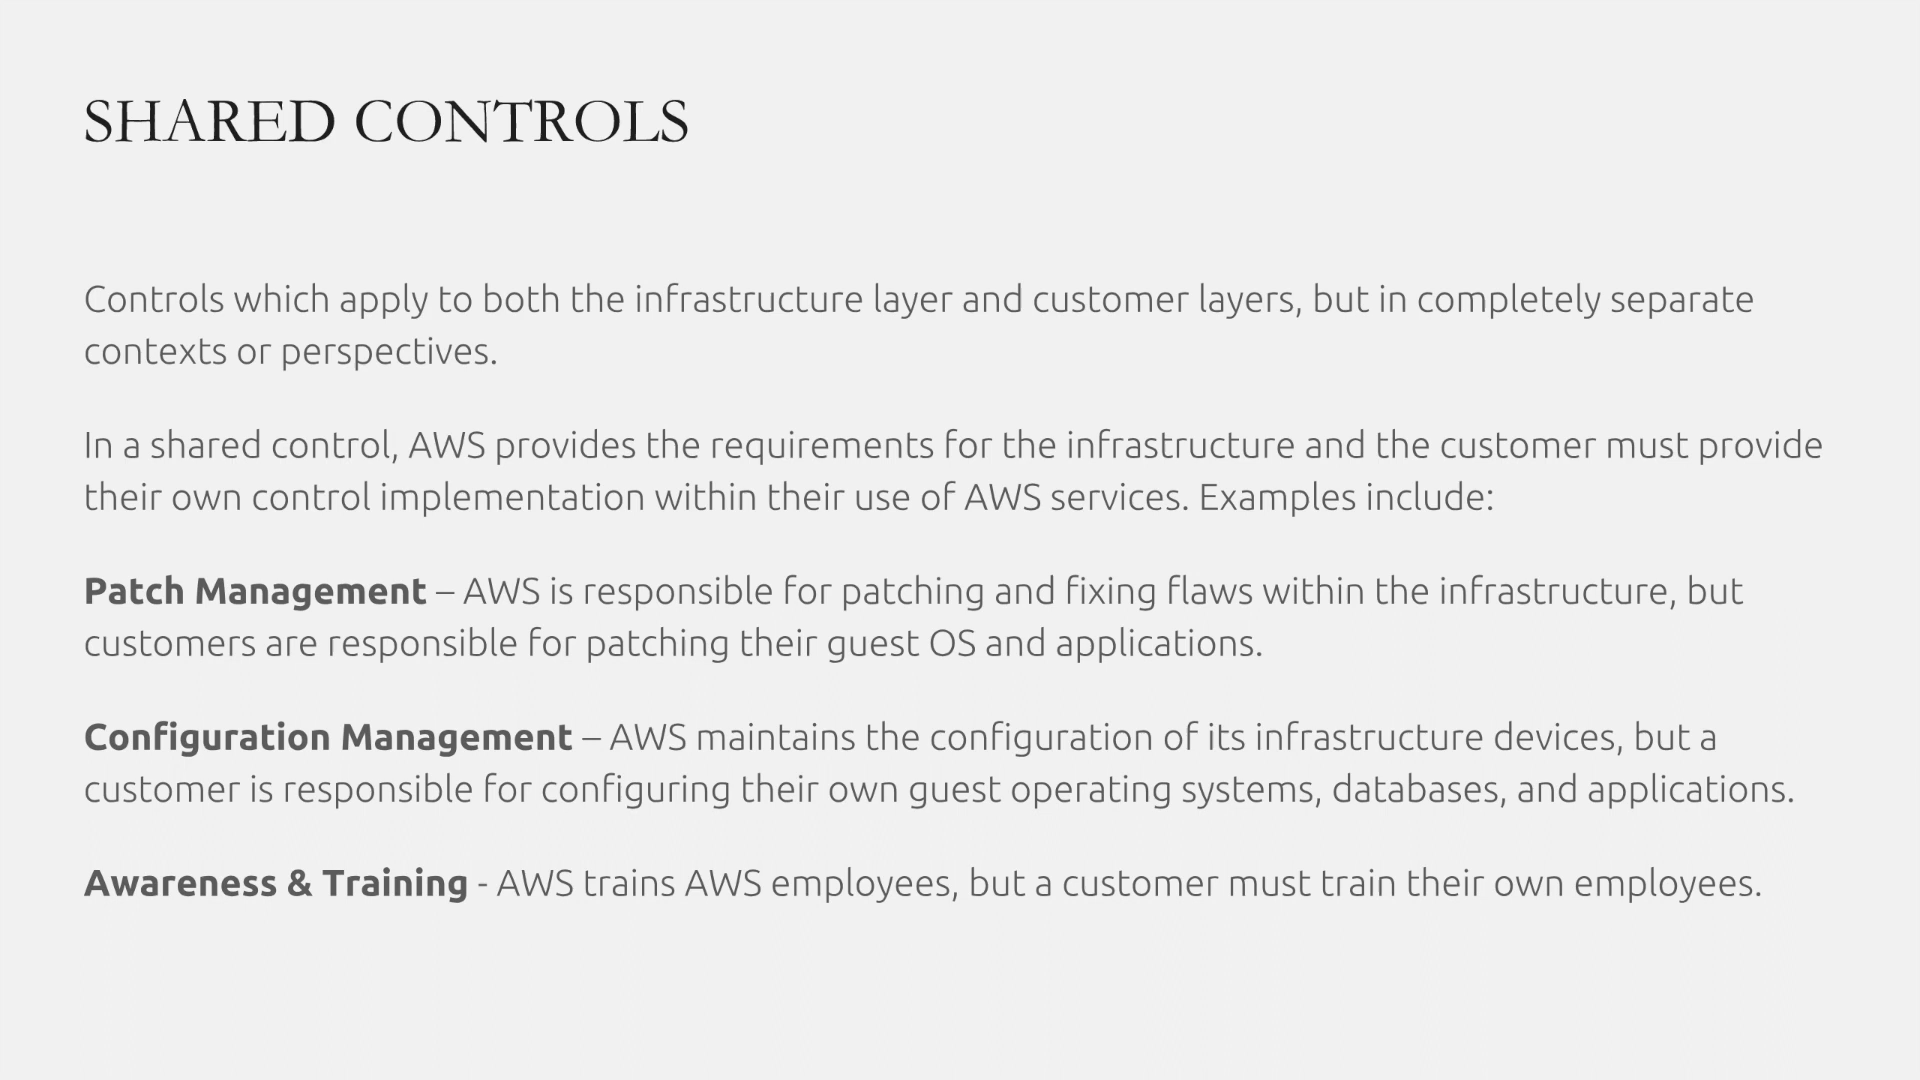 SHARED CONTROLS
Controls which apply to both the infrastructure layer and customer layers, but in completely separate
contexts or perspectives.
In a shared control, AWS provides the requirements for the infrastructure and the customer must provide
their own control implementation within their use of AWS services. Examples include:
Patch Management – AWS is responsible for patching and fixing flaws within the infrastructure, but
customers are responsible for patching their guest OS and applications.
Configuration Management – AWS maintains the configuration of its infrastructure devices, but a
customer is responsible for configuring their own guest operating systems, databases, and applications.
Awareness & Training - AWS trains AWS employees, but a customer must train their own employees.